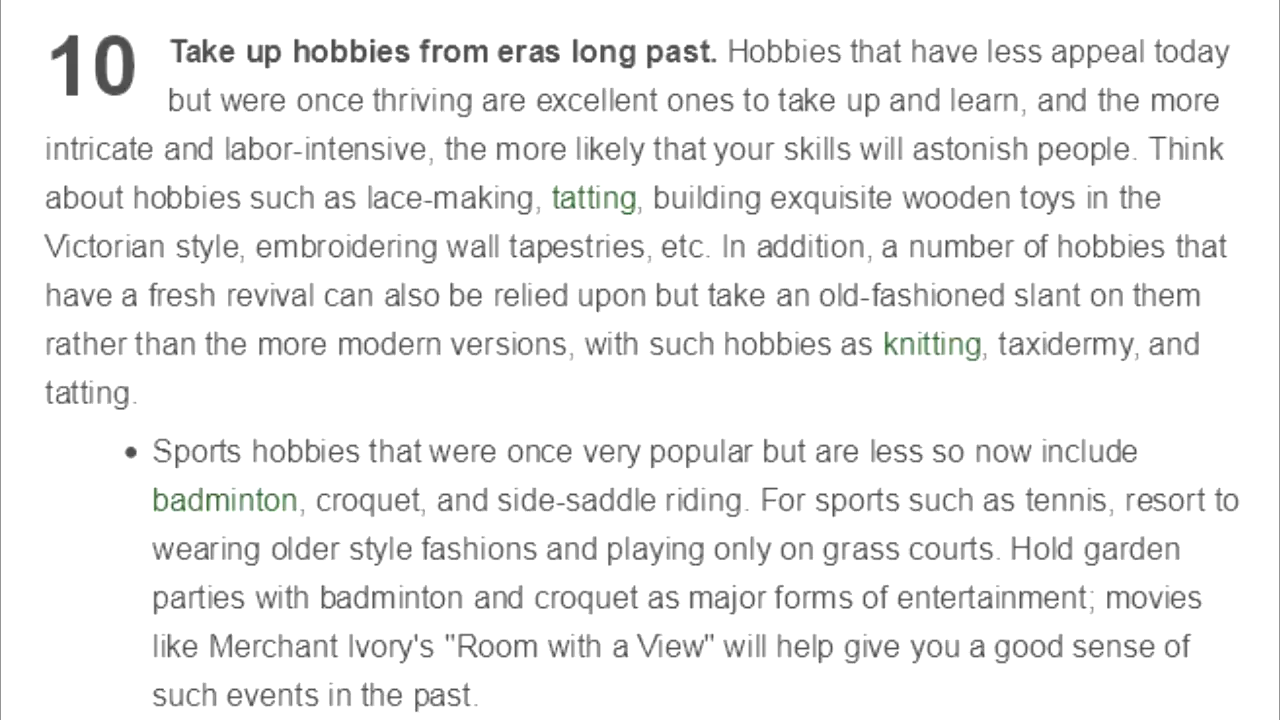 10 Take up hobbies from eras long past. Hobbies that have less appeal today
but were once thriving are excellent ones to take up and learn, and the more
intricate and labor-intensive, the more likely that your skills will astonish people. Think
about hobbies such as lace-making, tatting, building exquisite wooden toys in the
Victorian style, embroidering wall tapestries, etc. In addition, a number of hobbies that
have a fresh revival can also be relied upon but take an old-fashioned slant on them
rather than the more modern versions, with such hobbies as knitting, taxidermy, and
tatting.
• Sports hobbies that were once very popular but are less so now include
badminton, croquet, and side-saddle riding. For sports such as tennis, resort to
wearing older style fashions and playing only on grass courts. Hold garden
parties with badminton and croquet as major forms of entertainment; movies
like Merchant Ivory's "Room with a View" will help give you a good sense of
such events in the past.